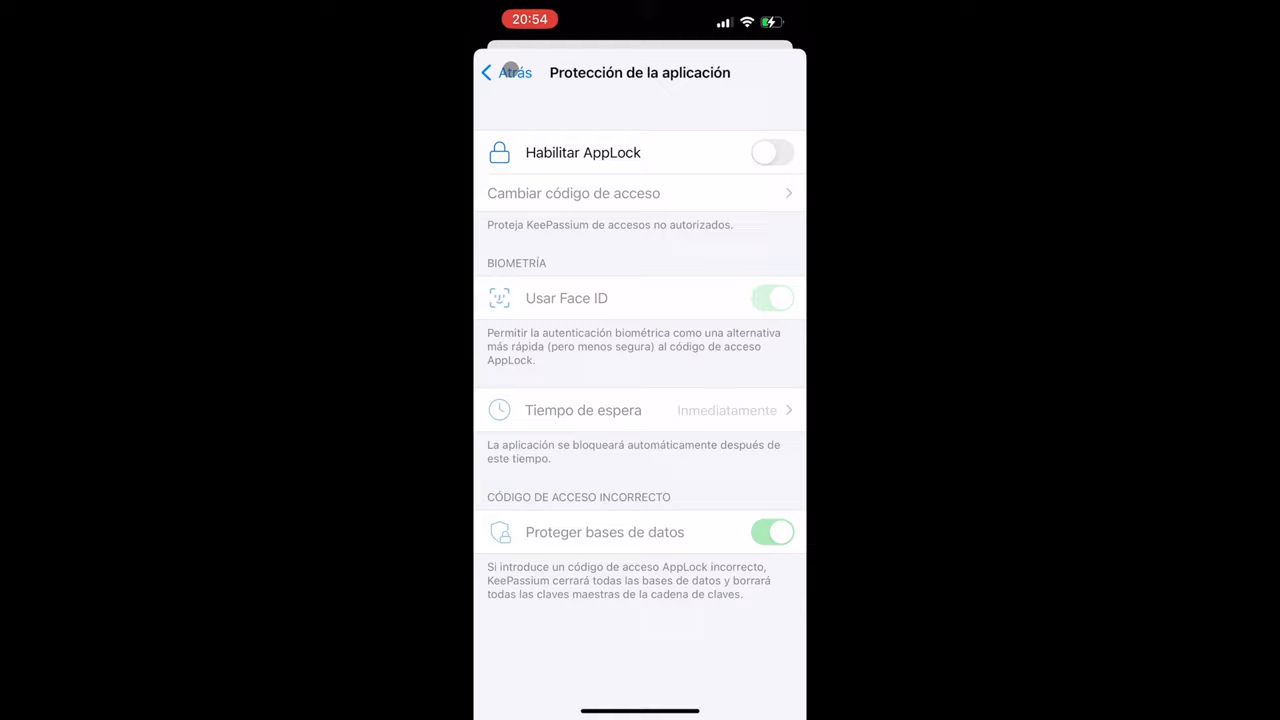 20:54
Atrás
Protección de la aplicación
Habilitar AppLock
Cambiar código de acceso
Proteja KeePassium de accesos no autorizados.
BIOMETRÍA
Usar Face ID
Permitir la autenticación biométrica como una alternativa
más rápida (pero menos segura) al código de acceso
AppLock.
Tiempo de espera Inmediatamente
La aplicación se bloqueará automáticamente después de
este tiempo.
CÓDIGO DE ACCESO INCORRECTO
Proteger bases de datos
Si introduce un código de acceso AppLock incorrecto,
KeePassium cerrará todas las bases de datos y borrará
todas las claves maestras de la cadena de claves.